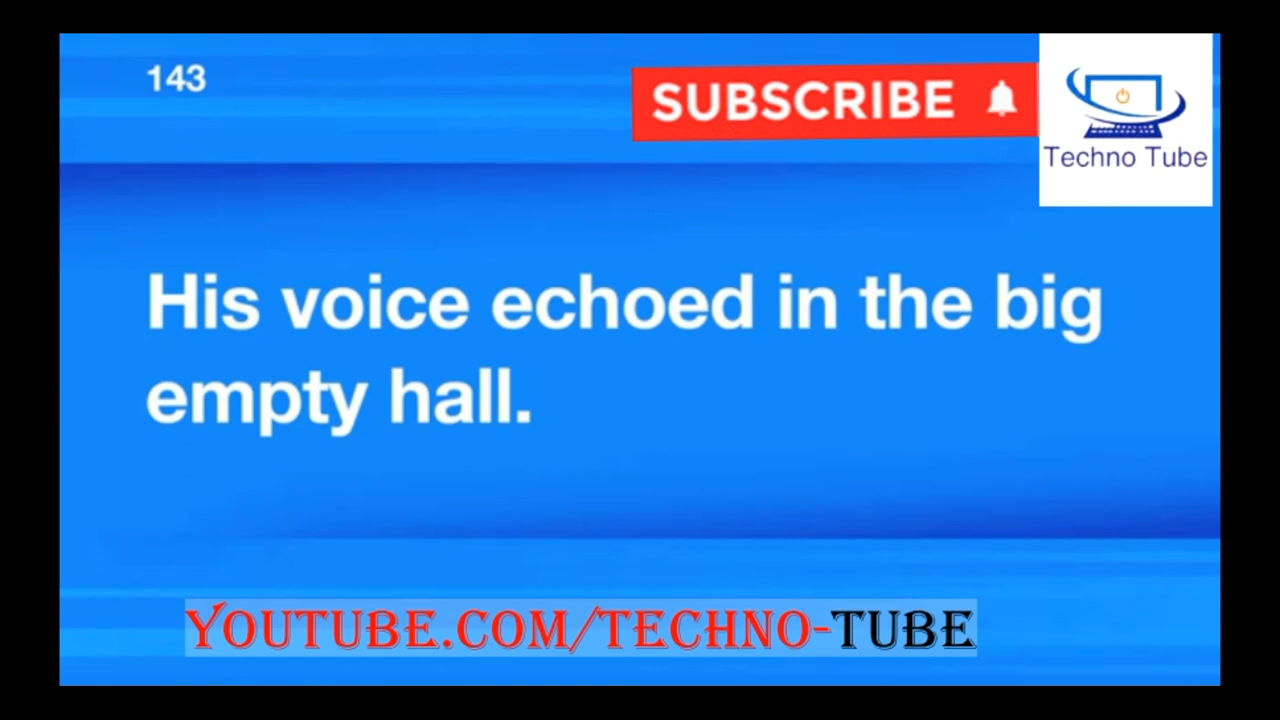 143
SUBSCRIBE
Techno Tube
His voice echoed in the big
empty hall.
YOUTUBE.COM/TECHNO-TUBE